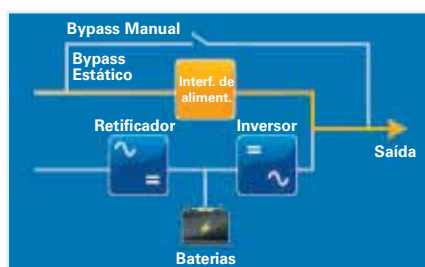 Bypass Manual
Bypass
Estático
Interf. de
aliment.
Retificador
Inversor
Saída
Baterias